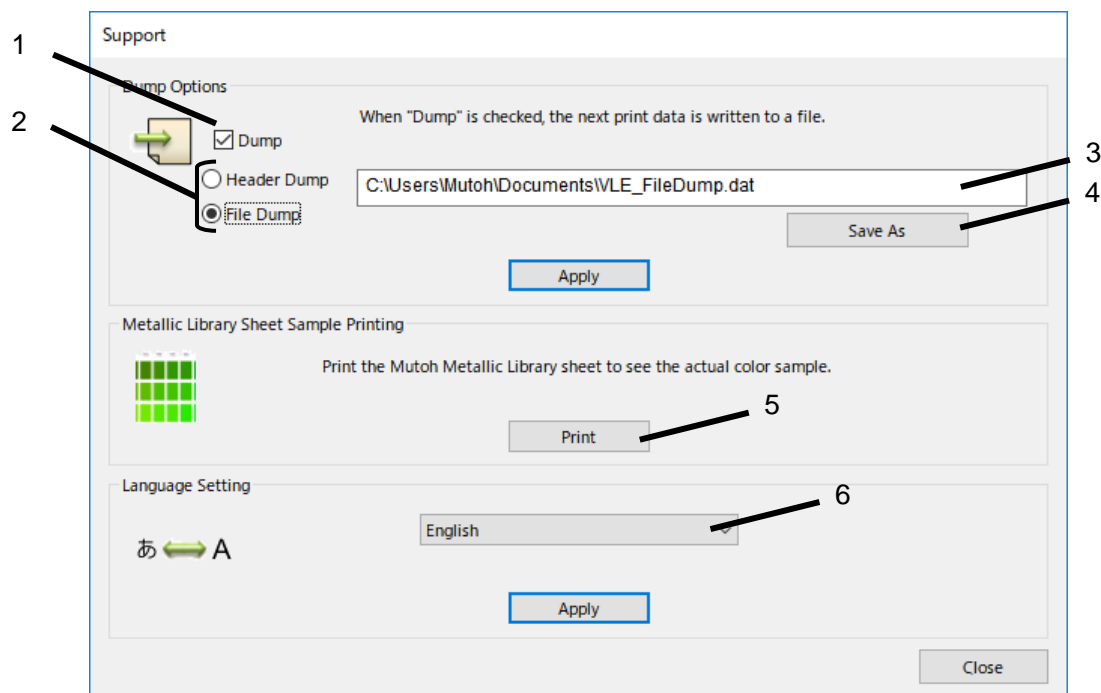 Support
1
Dump Options
2
When "Dump" is checked, the next print data is written to a file.
Dump
3
Header Dump
C:\Users\Mutoh\Documents\VLE_FileDump.dat
4
File Dump
Save As
Apply
Metallic Library Sheet Sample Printing
Print the Mutoh Metallic Library sheet to see the actual color sample.
5
Print
Language Setting
6
English
あ A
Apply
Close